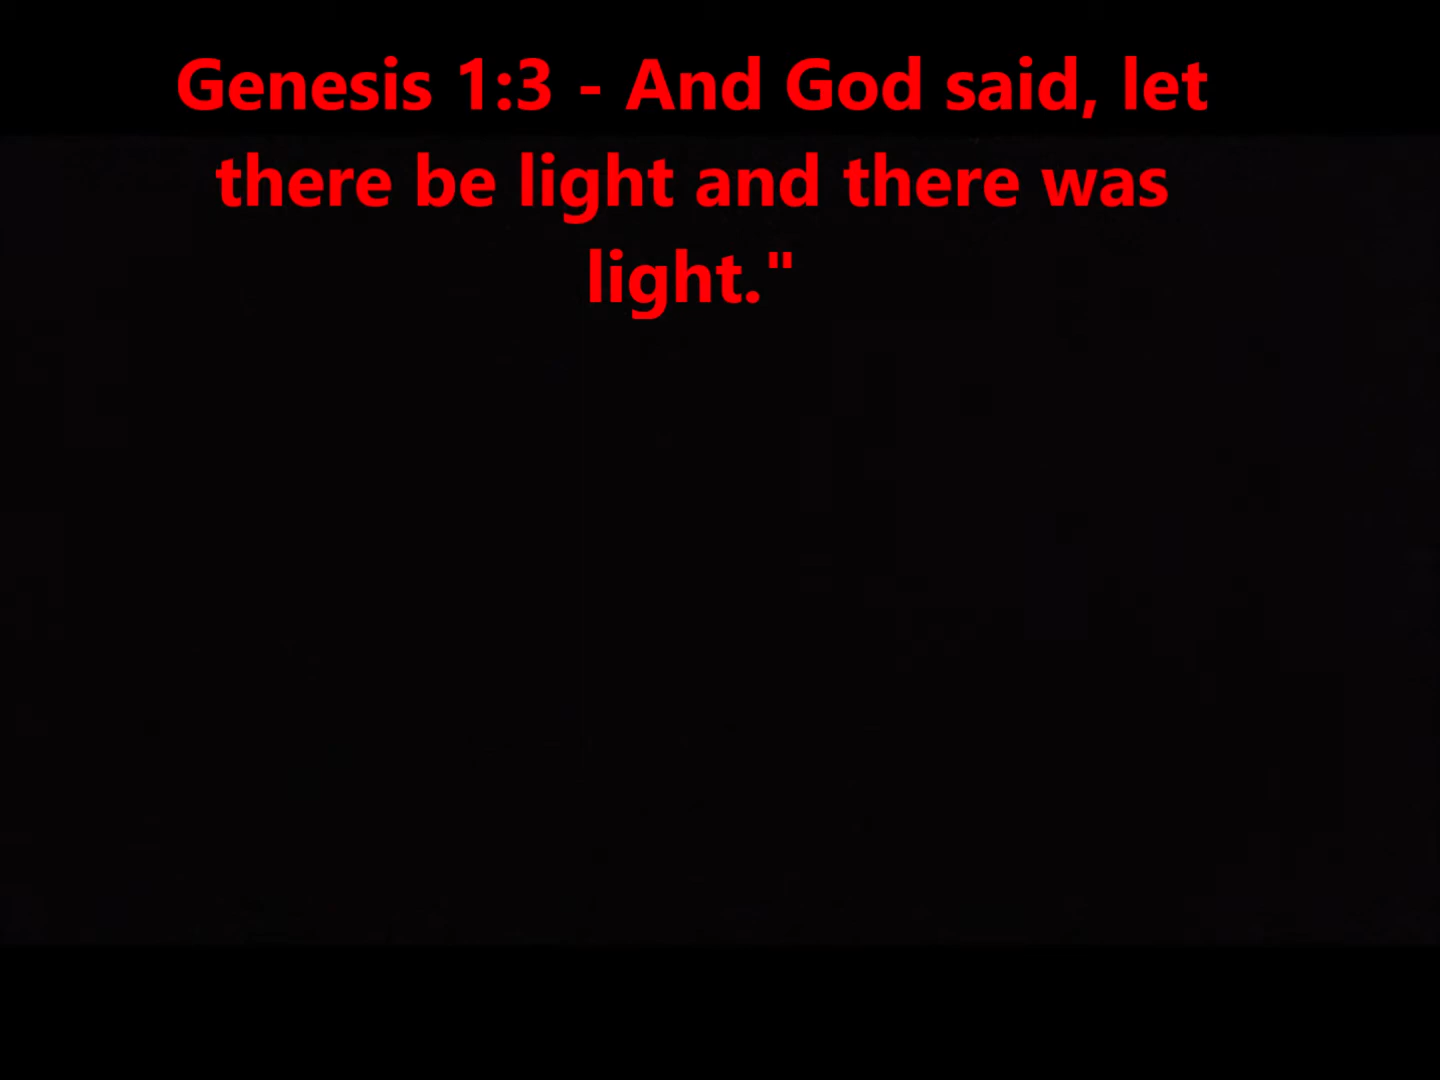 Genesis 1:3 - And God said, let
there be light and there was
light."